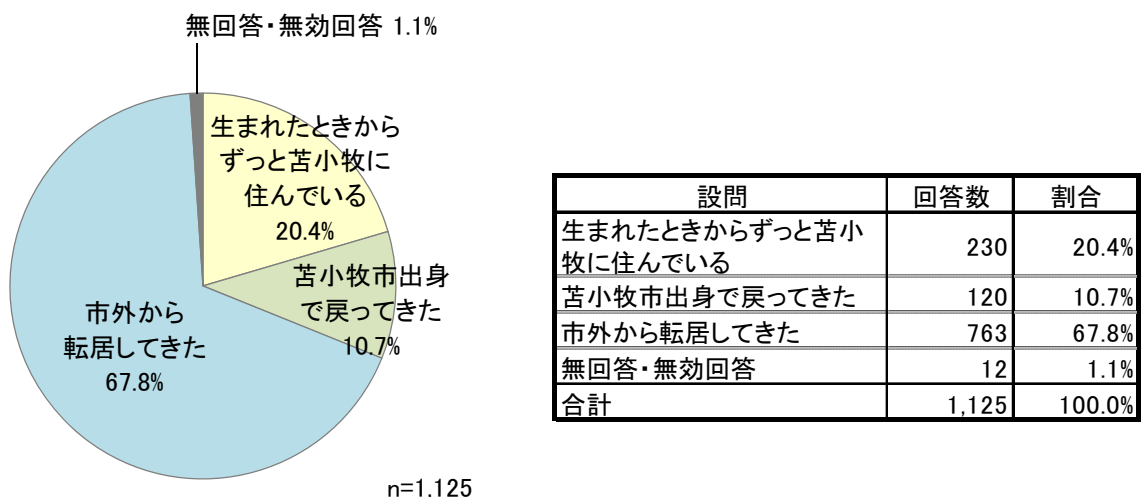 無回答・無効回答 1.1%
生まれたときから
ずっと苫小牧に
住んでいる
20.4%
苫小牧市出身
で戻ってきた
10.7%
市外から
転居してきた
67.8%
n=1,125
設問 回答数 割合
生まれたときからずっと苫小
牧に住んでいる 230 20.4%
苫小牧市出身で戻ってきた 120 10.7%
市外から転居してきた 763 67.8%
無回答・無効回答 12 1.1%
合計 1,125 100.0%